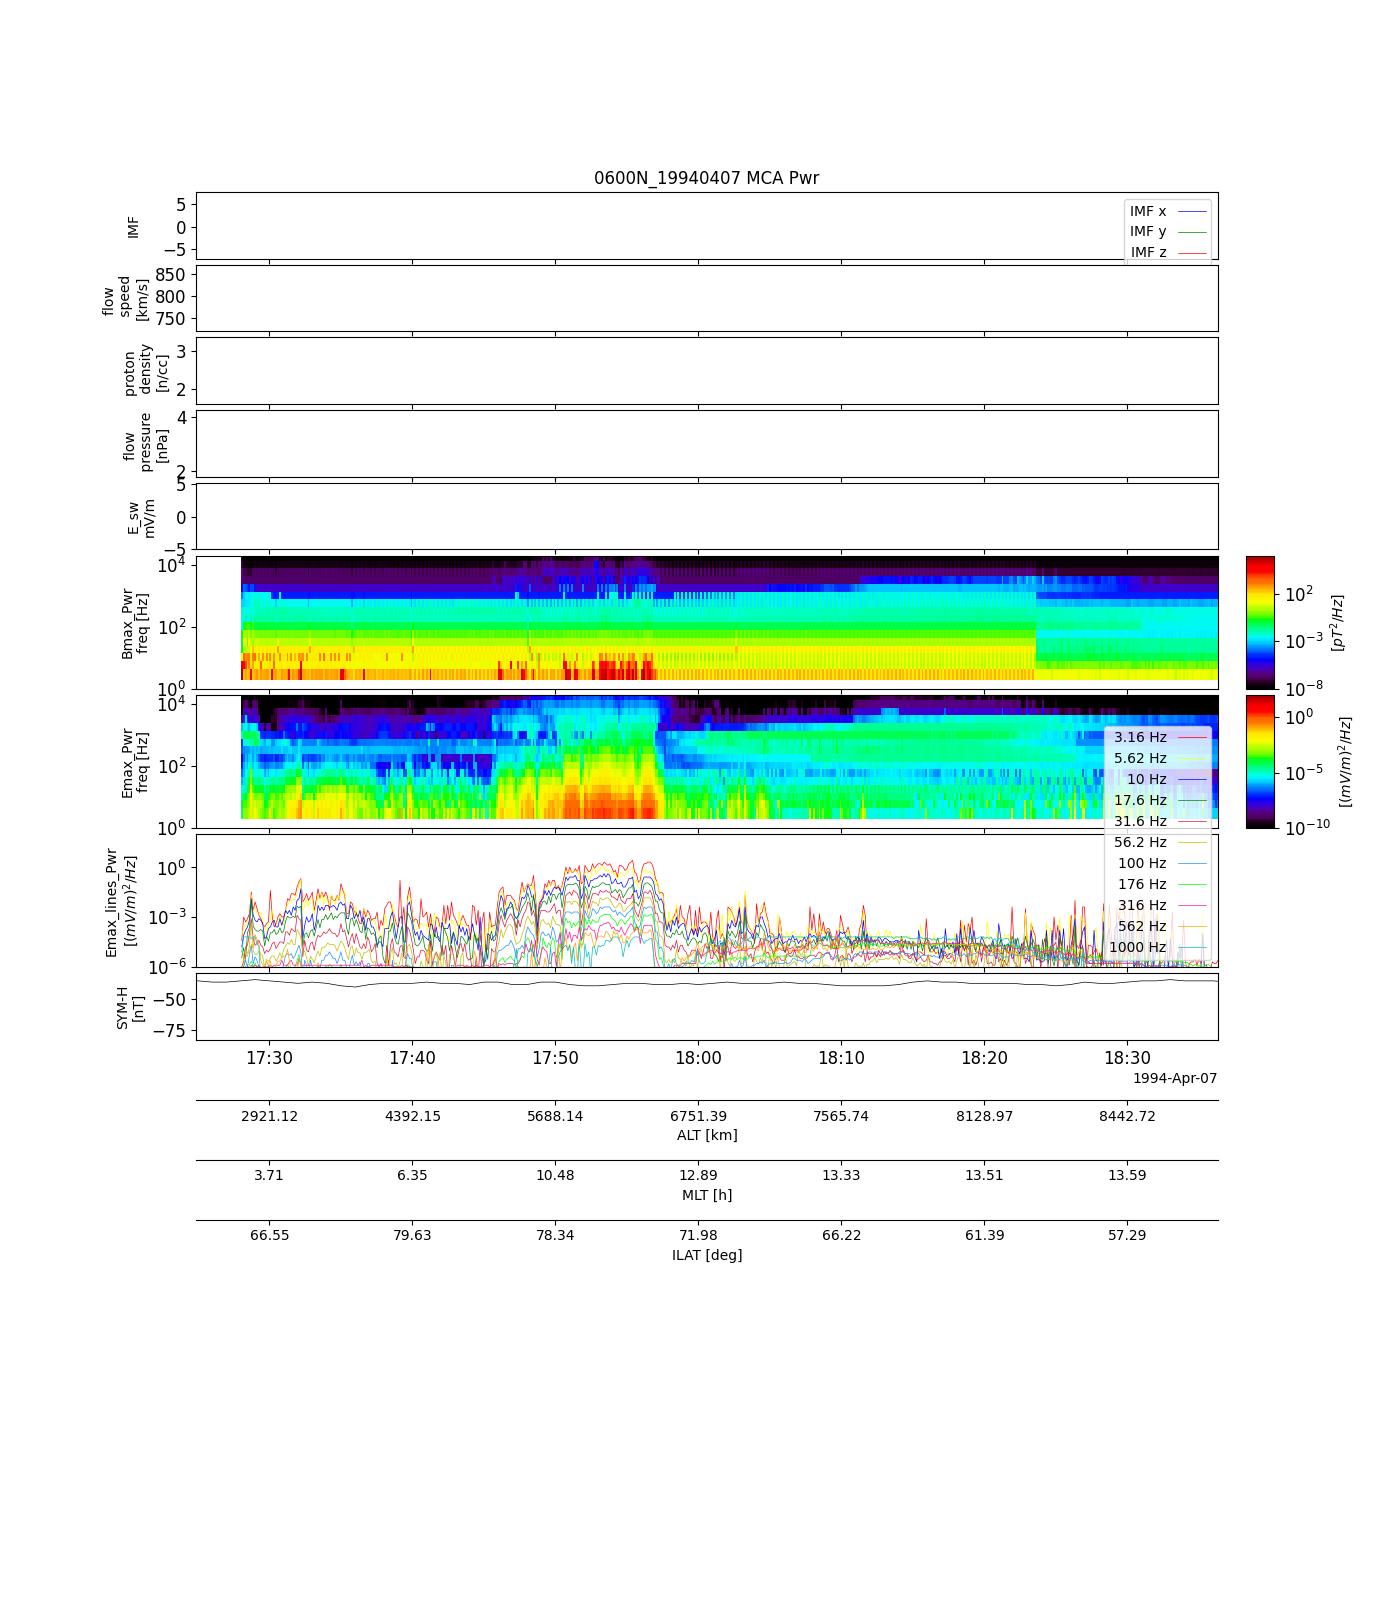 0600N_19940407 MCA Pwr
IMF
5
0
−5
IMF x
IMF y
IMF z
flow
speed
[km/s]
850
800
750
proton
density
[n/cc]
3
2
flow
pressure
[nPa]
4
2
E_sw
mV/m
5
0
−5
Bmax_Pwr
freq [Hz]
10^4
10^2
10^0
10^2
10^−3
10^−8
[pT^2/Hz]
Emax_Pwr
freq [Hz]
10^4
10^2
10^0
10^0
10^−5
10^−10
[(mV/m)^2/Hz]
3.16 Hz
5.62 Hz
10 Hz
17.6 Hz
31.6 Hz
56.2 Hz
100 Hz
176 Hz
316 Hz
562 Hz
1000 Hz
Emax_lines_Pwr
[(mV/m)^2/Hz]
10^0
10^−3
10^−6
SYM-H
[nT]
−50
−75
17:30 17:40 17:50 18:00 18:10 18:20 18:30
1994-Apr-07
2921.12 4392.15 5688.14 6751.39 7565.74 8128.97 8442.72
ALT [km]
3.71 6.35 10.48 12.89 13.33 13.51 13.59
MLT [h]
66.55 79.63 78.34 71.98 66.22 61.39 57.29
ILAT [deg]